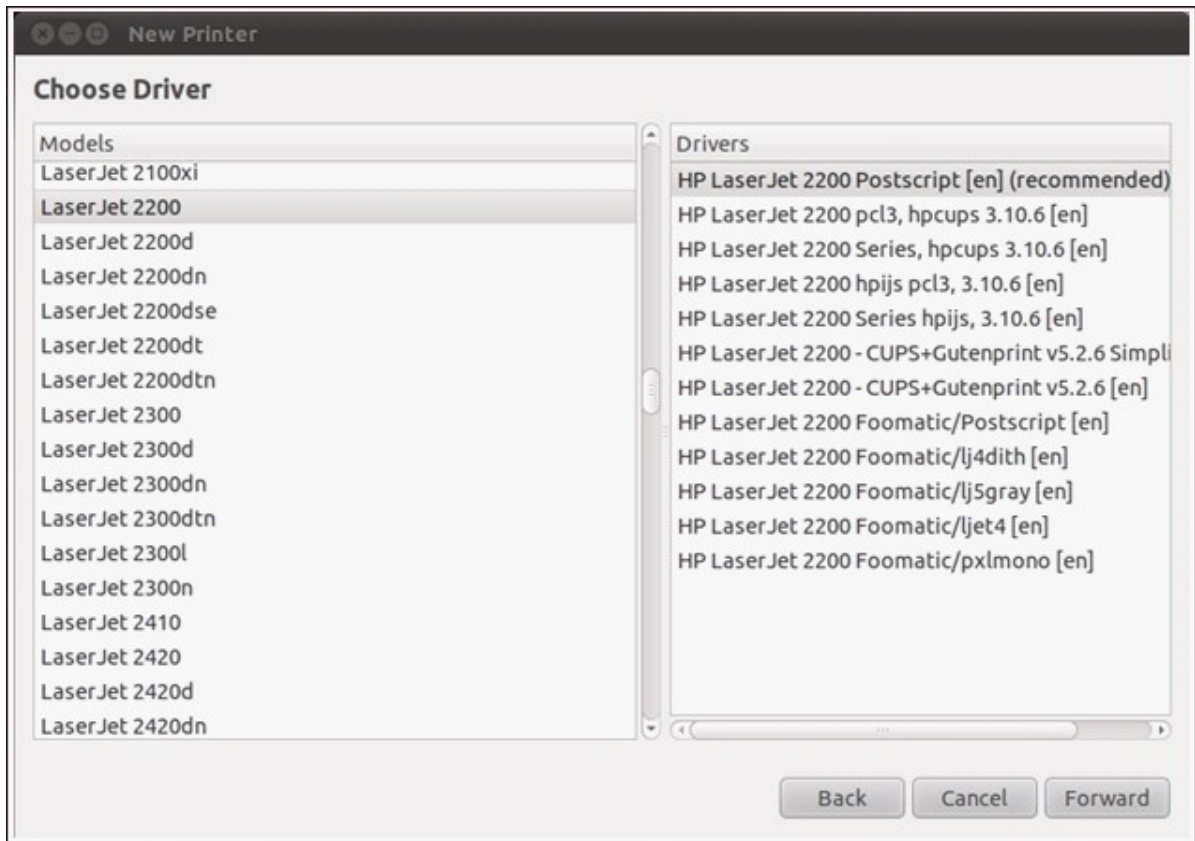 New Printer
Choose Driver
Models
LaserJet 2100xi
LaserJet 2200
LaserJet 2200d
LaserJet 2200dn
LaserJet 2200dse
LaserJet 2200dt
LaserJet 2200dtn
LaserJet 2300
LaserJet 2300d
LaserJet 2300dn
LaserJet 2300dtn
LaserJet 2300l
LaserJet 2300n
LaserJet 2410
LaserJet 2420
LaserJet 2420d
LaserJet 2420dn
Drivers
HP LaserJet 2200 Postscript [en] (recommended)
HP LaserJet 2200 pcl3, hpcups 3.10.6 [en]
HP LaserJet 2200 Series, hpcups 3.10.6 [en]
HP LaserJet 2200 hpijs pcl3, 3.10.6 [en]
HP LaserJet 2200 Series hpijs, 3.10.6 [en]
HP LaserJet 2200 - CUPS+Gutenprint v5.2.6 Simpli
HP LaserJet 2200 - CUPS+Gutenprint v5.2.6 [en]
HP LaserJet 2200 Foomatic/Postscript [en]
HP LaserJet 2200 Foomatic/lj4dith [en]
HP LaserJet 2200 Foomatic/lj5gray [en]
HP LaserJet 2200 Foomatic/ljet4 [en]
HP LaserJet 2200 Foomatic/pxlmono [en]
Back
Cancel
Forward